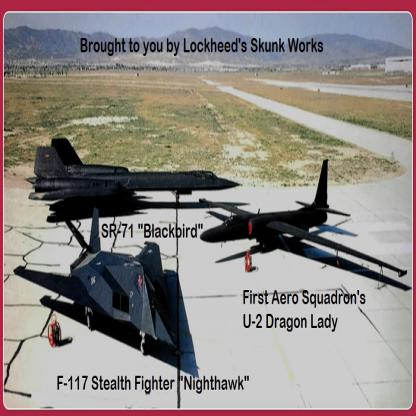 Brought to you by Lockheed's Skunk Works
SR-71 "Blackbird"
First Aero Squadron's
U-2 Dragon Lady
F-117 Stealth Fighter "Nighthawk"